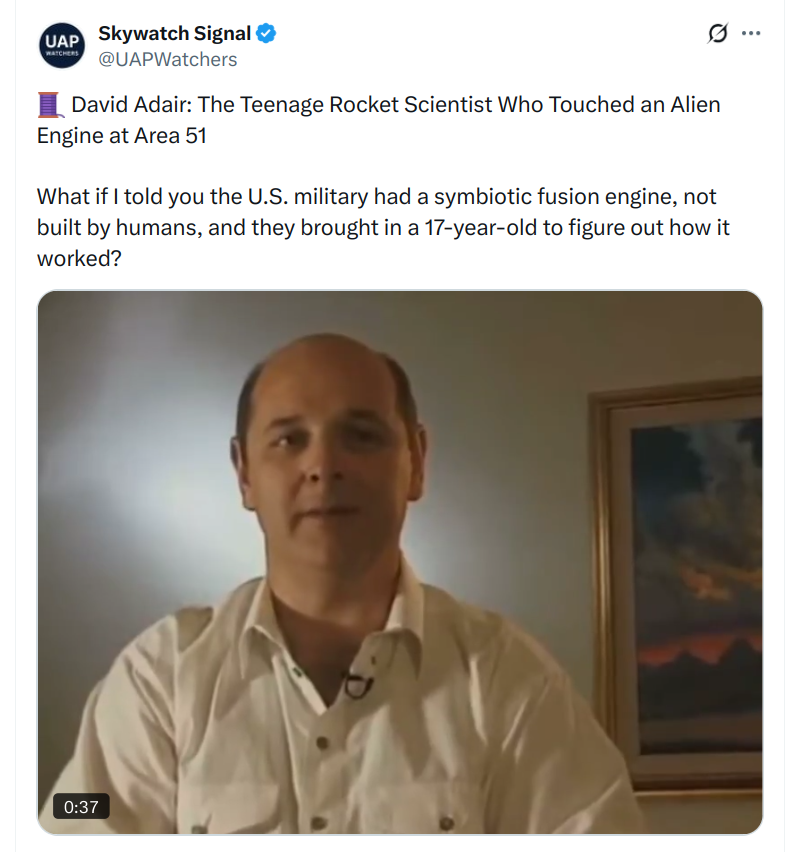 UAP
WATCHERS
Skywatch Signal
@UAPWatchers
🧵 David Adair: The Teenage Rocket Scientist Who Touched an Alien
Engine at Area 51
What if I told you the U.S. military had a symbiotic fusion engine, not
built by humans, and they brought in a 17-year-old to figure out how it
worked?
0:37